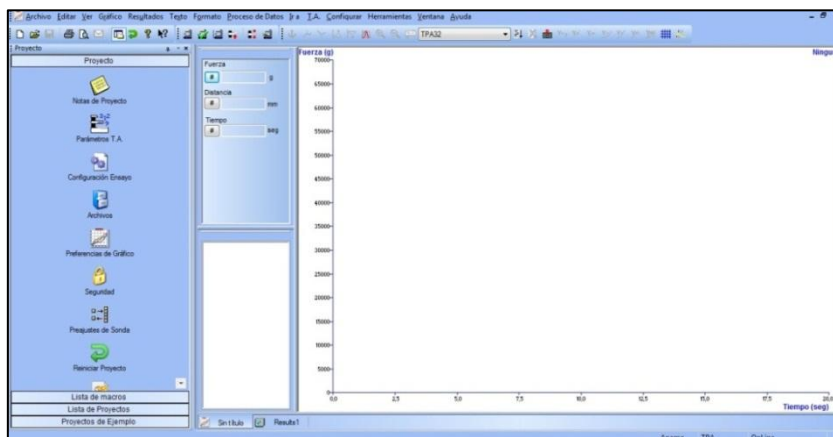 Archivo Editar Ver Gráfico Resultados Texto Formato Proceso de Datos Ir a T.A. Configurar Herramientas Ventana Ayuda
TPA32
Proyecto
Proyecto
Notas de Proyecto
Parámetros T.A.
Configuración Ensayo
Archivos
Preferencias de Gráfico
Seguridad
Preajustes de Sonda
Reiniciar Proyecto
Lista de macros
Lista de Proyectos
Proyectos de Ejemplo
Fuerza
# g
Distancia
# mm
Tiempo
# seg
Fuerza (g)
Ningu
70000
65000
60000
55000
50000
45000
40000
35000
30000
25000
20000
15000
10000
5000
0
0,0 2,5 5,0 7,5 10,0 12,5 15,0 17,5 20,0
Tiempo (seg)
Sin título Results1